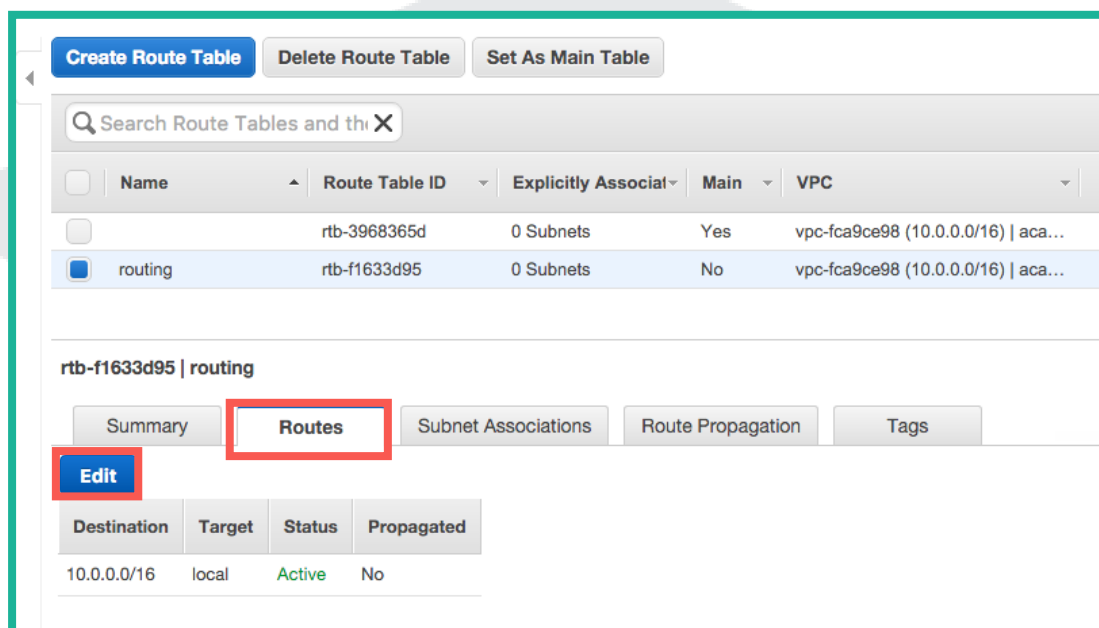 Create Route Table Delete Route Table Set As Main Table
Search Route Tables and the
Name Route Table ID Explicitly Associat Main VPC
rtb-3968365d 0 Subnets Yes vpc-fca9ce98 (10.0.0.0/16) | aca...
routing rtb-f1633d95 0 Subnets No vpc-fca9ce98 (10.0.0.0/16) | aca...
rtb-f1633d95 | routing
Summary Routes Subnet Associations Route Propagation Tags
Edit
Destination Target Status Propagated
10.0.0.0/16 local Active No